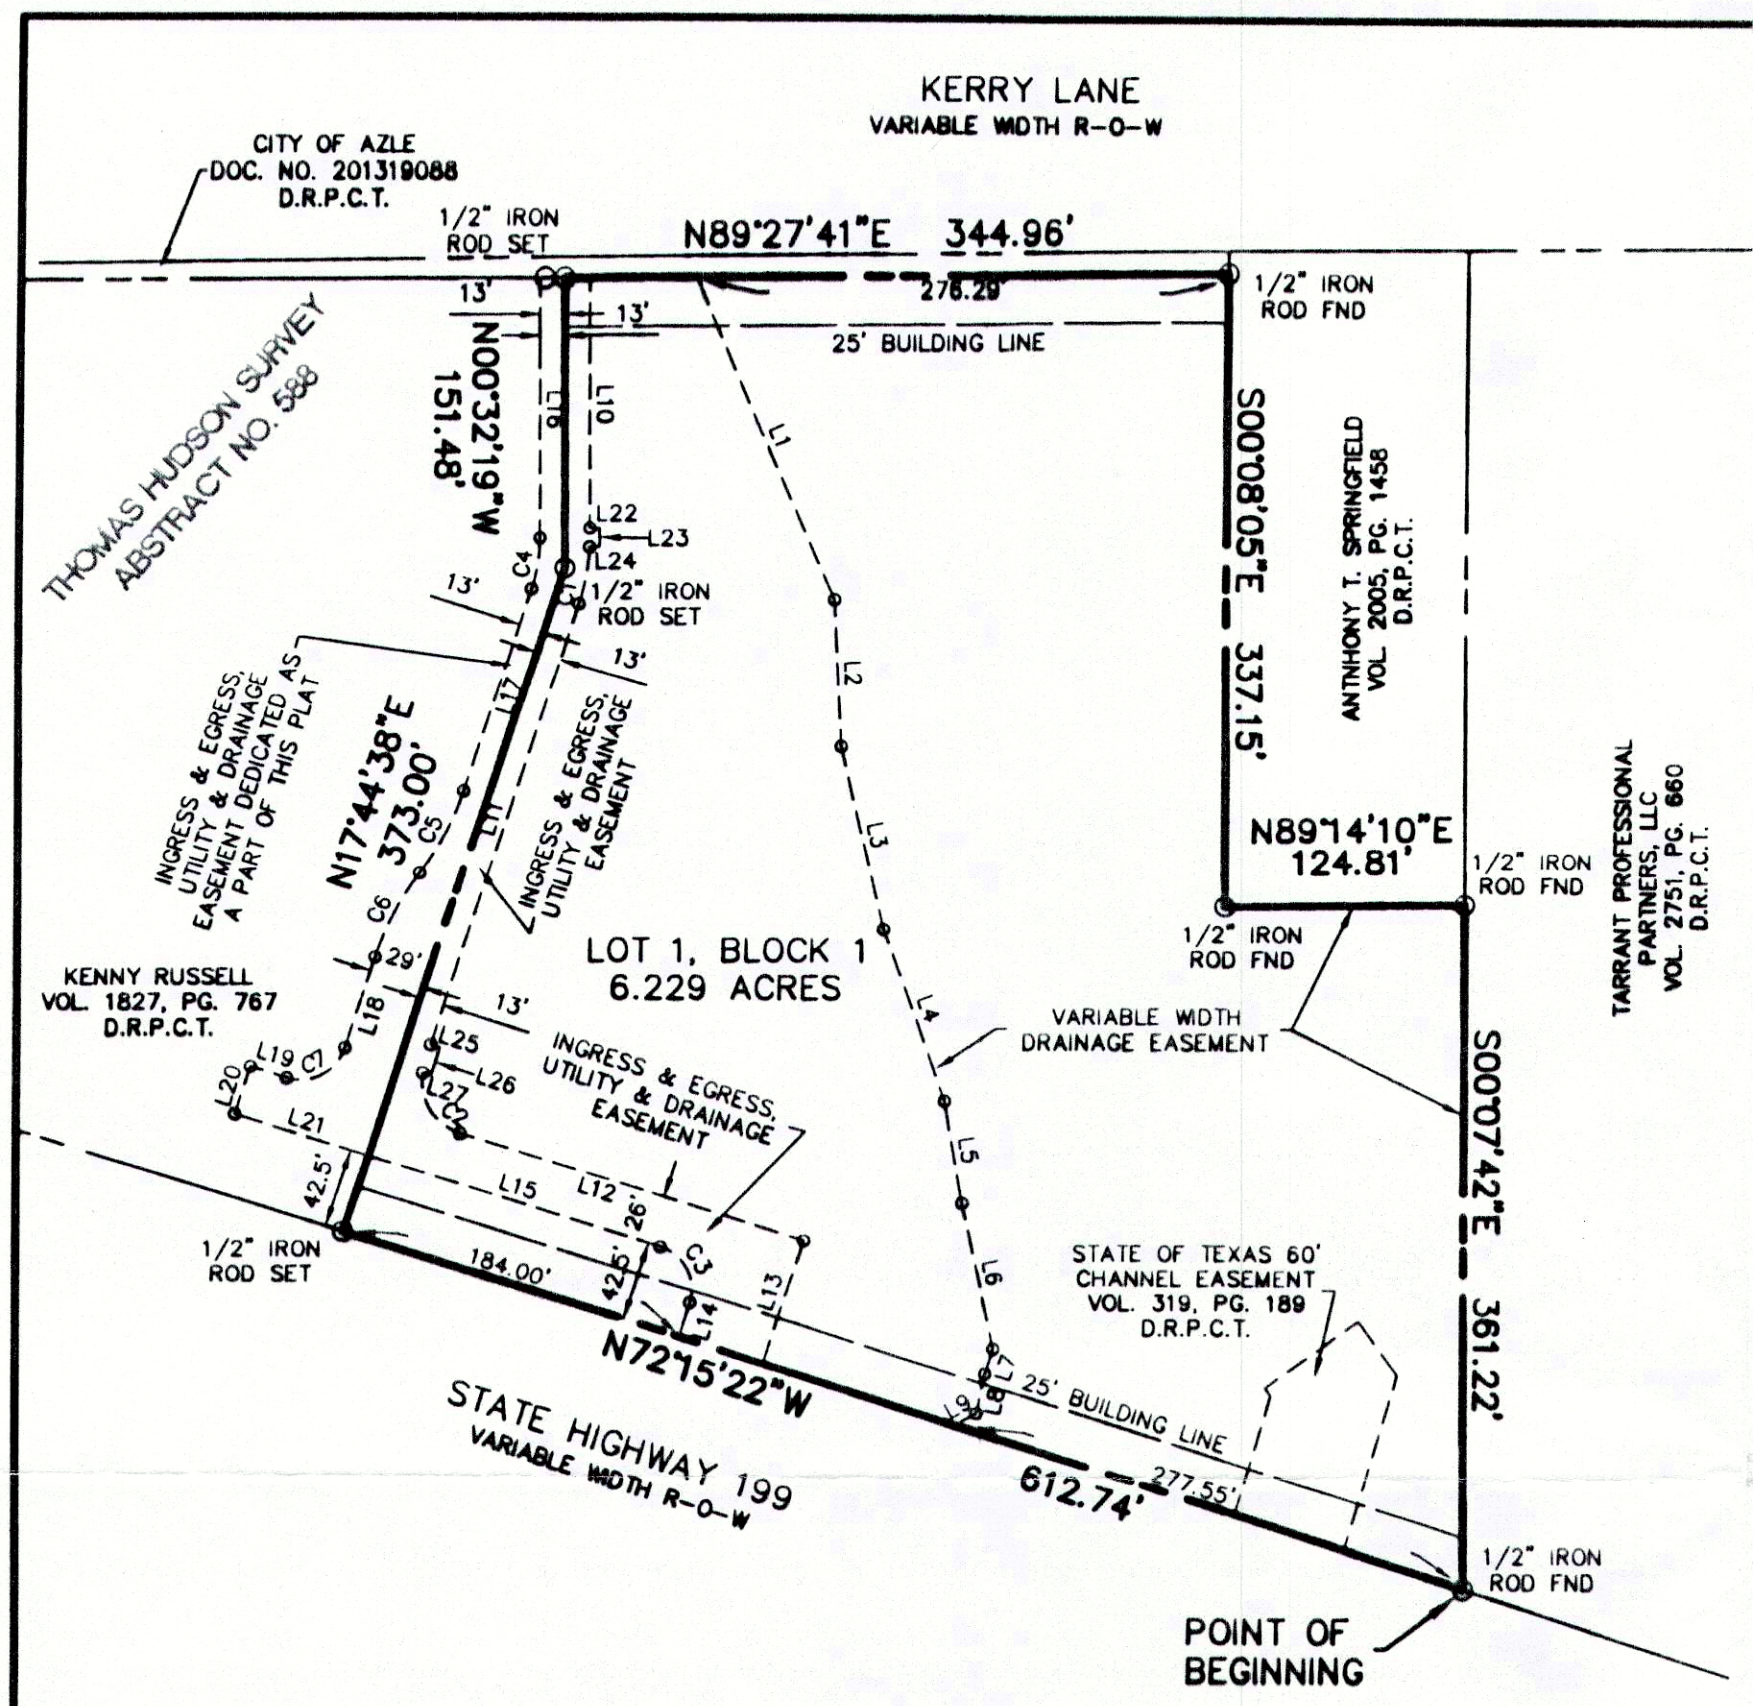 KERRY LANE
VARIABLE WIDTH R-O-W
CITY OF AZLE
DOC. NO. 201319088
D.R.P.C.T.
1/2" IRON
ROD SET
N89°27'41"E 344.96'
276.29'
1/2" IRON
ROD FND
13'
13'
25' BUILDING LINE
THOMAS HUDSON SURVEY
ABSTRACT NO. 588
N00°32'19"W
151.48'
L16
L10
L1
S00°08'05"E 337.15'
ANTNHONY T. SPRINGFIELD
VOL. 2005, PG. 1458
D.R.P.C.T.
L22
L23
L24
C4
C1
1/2" IRON
ROD SET
13'
13'
INGRESS & EGRESS,
UTILITY & DRAINAGE
EASEMENT DEDICATED AS
A PART OF THIS PLAT
L17
L2
N17°44'38"E
373.00'
INGRESS & EGRESS,
UTILITY & DRAINAGE
EASEMENT
L11
C5
L3
N89°14'10"E
124.81'
1/2" IRON
ROD FND
TARRANT PROFESSIONAL
PARTNERS, LLC
VOL. 2751, PG. 660
D.R.P.C.T.
C6
29'
LOT 1, BLOCK 1
6.229 ACRES
1/2" IRON
ROD FND
KENNY RUSSELL
VOL. 1827, PG. 767
D.R.P.C.T.
L18
13'
L4
VARIABLE WIDTH
DRAINAGE EASEMENT
L25
L26
L27
C2
INGRESS & EGRESS,
UTILITY & DRAINAGE
EASEMENT
L19
C7
L20
L21
S00°07'42"E 361.22'
L5
42.5'
L15
L12
26'
1/2" IRON
ROD SET
184.00'
42.5'
C3
L13
L14
L6
STATE OF TEXAS 60'
CHANNEL EASEMENT
VOL. 319, PG. 189
D.R.P.C.T.
N72°15'22"W
L7
L8
L9
25' BUILDING LINE
STATE HIGHWAY 199
VARIABLE WIDTH R-O-W
612.74'
277.55'
1/2" IRON
ROD FND
POINT OF
BEGINNING